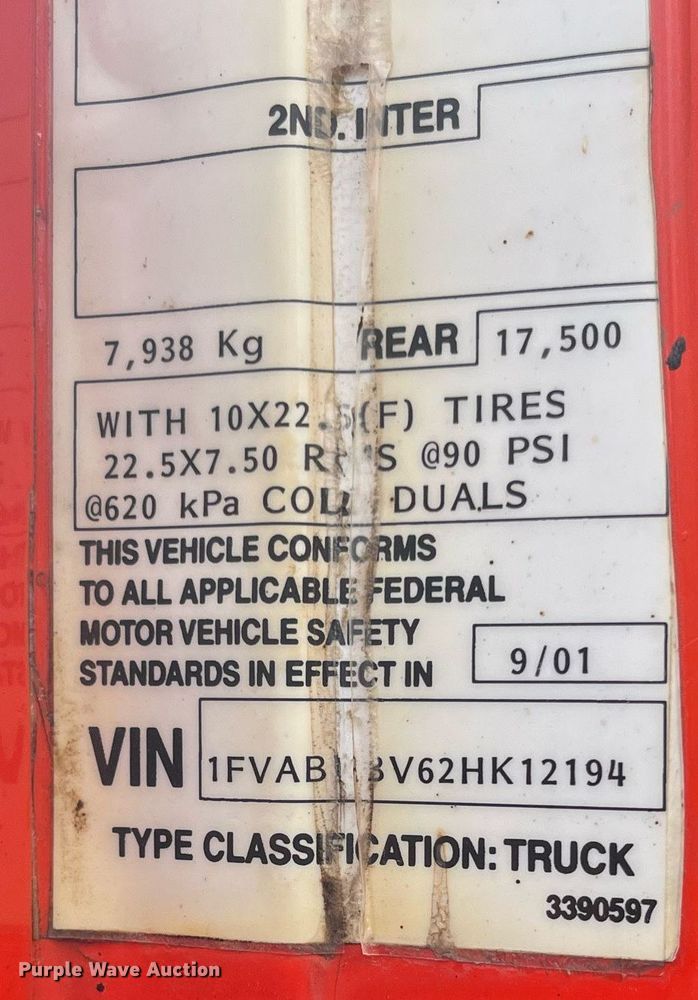 2ND. INTER
7,938 Kg REAR 17,500
WITH 10X22.5(F) TIRES
22.5X7.50 @90 PSI
@620 kPa COLD DUALS
THIS VEHICLE CONFORMS
TO ALL APPLICABLE FEDERAL
MOTOR VEHICLE SAFETY
STANDARDS IN EFFECT IN 9/01
VIN
TYPE CLASSIFICATION: TRUCK
3390597
Purple Wave Auction